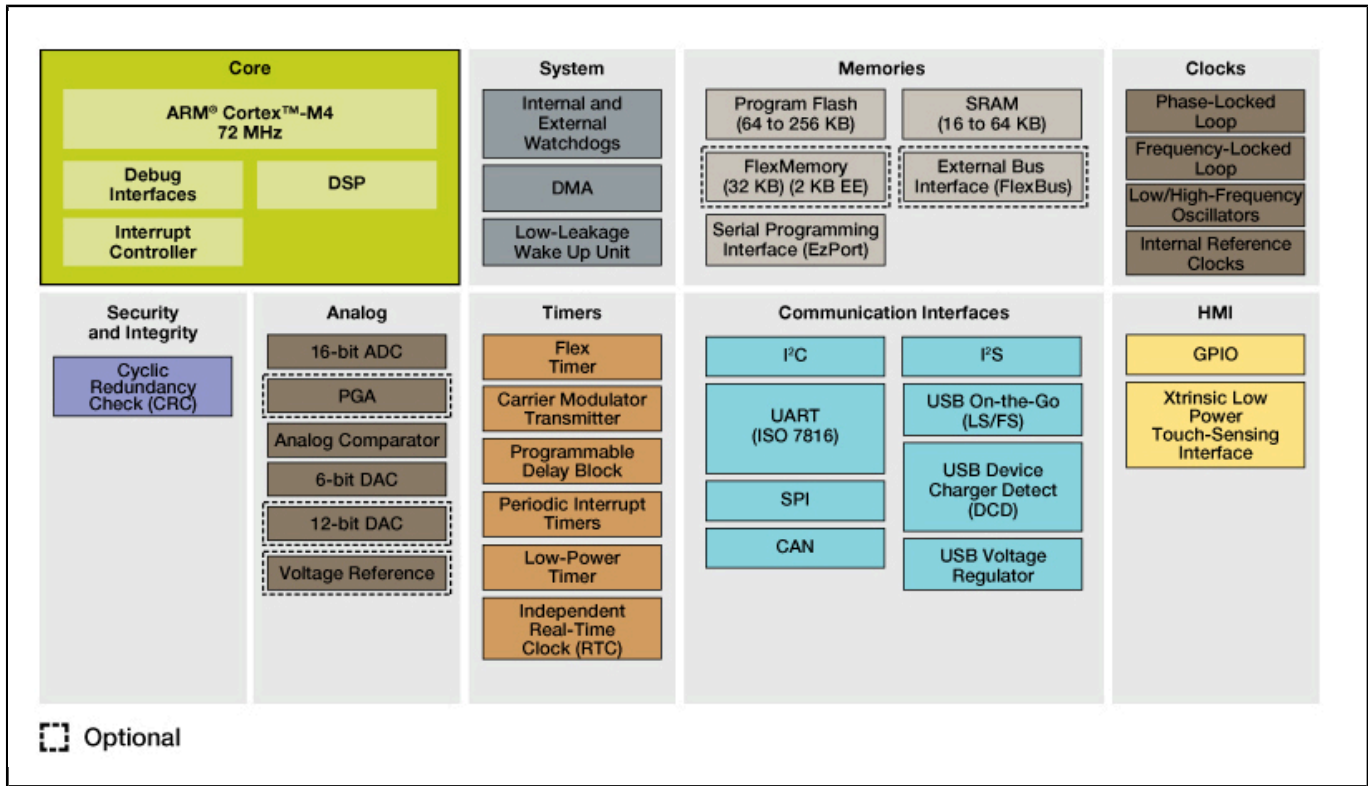 Core
ARM® Cortex™-M4
72 MHz
Debug
Interfaces
DSP
Interrupt
Controller
System
Internal and
External
Watchdogs
DMA
Low-Leakage
Wake Up Unit
Memories
Program Flash
(64 to 256 KB)
SRAM
(16 to 64 KB)
FlexMemory
(32 KB) (2 KB EE)
External Bus
Interface (FlexBus)
Serial Programming
Interface (EzPort)
Clocks
Phase-Locked
Loop
Frequency-Locked
Loop
Low/High-Frequency
Oscillators
Internal Reference
Clocks
Security
and Integrity
Cyclic
Redundancy
Check (CRC)
Analog
16-bit ADC
PGA
Analog Comparator
6-bit DAC
12-bit DAC
Voltage Reference
Timers
Flex
Timer
Carrier Modulator
Transmitter
Programmable
Delay Block
Periodic Interrupt
Timers
Low-Power
Timer
Independent
Real-Time
Clock (RTC)
Communication Interfaces
I²C
I²S
UART
(ISO 7816)
USB On-the-Go
(LS/FS)
USB Device
Charger Detect
(DCD)
SPI
CAN
USB Voltage
Regulator
HMI
GPIO
Xtrinsic Low
Power
Touch-Sensing
Interface
Optional